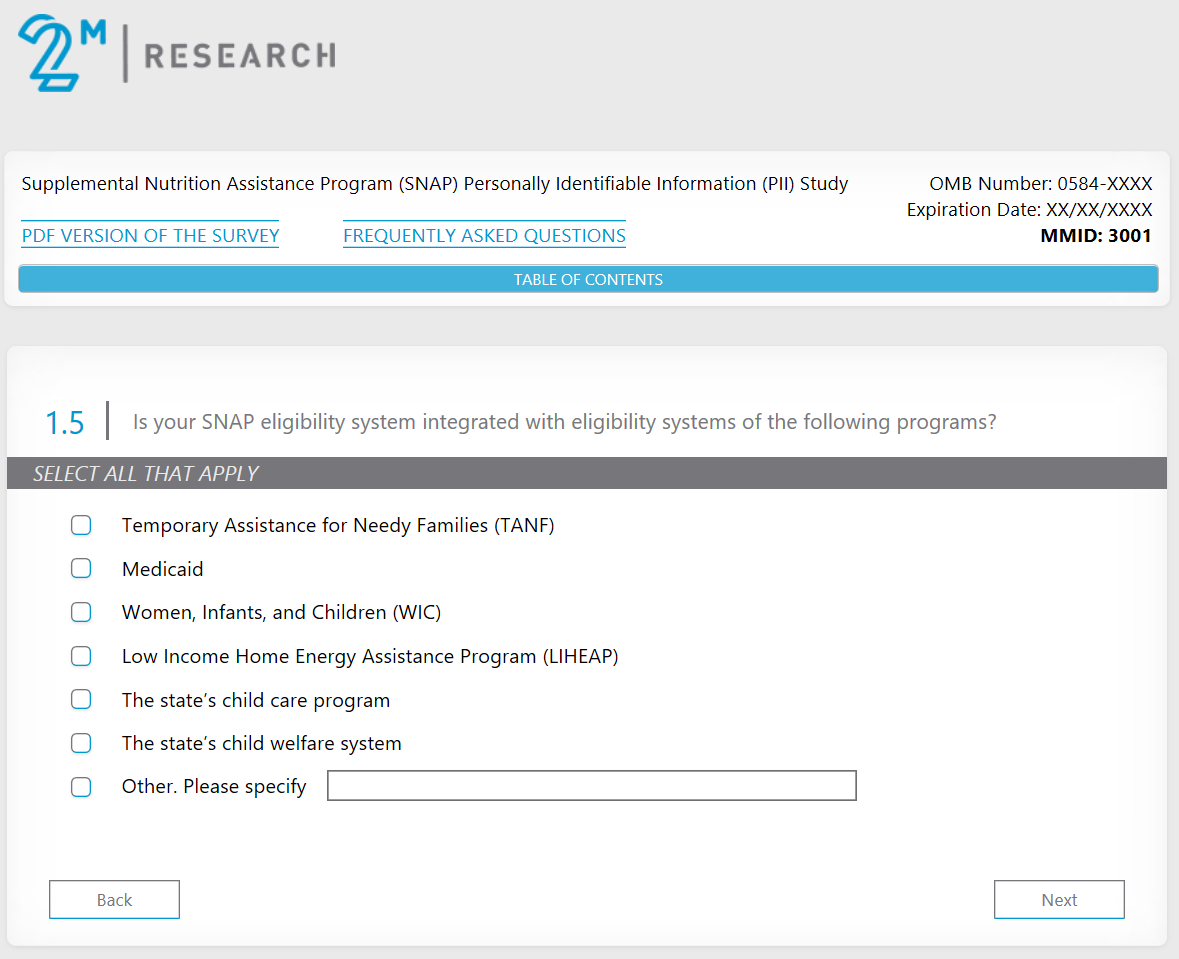 2M | RESEARCH
Supplemental Nutrition Assistance Program (SNAP) Personally Identifiable Information (PII) Study
OMB Number: 0584-XXXX
Expiration Date: XX/XX/XXXX
PDF VERSION OF THE SURVEY
FREQUENTLY ASKED QUESTIONS
MMID: 3001
TABLE OF CONTENTS
1.5 | Is your SNAP eligibility system integrated with eligibility systems of the following programs?
SELECT ALL THAT APPLY
Temporary Assistance for Needy Families (TANF)
Medicaid
Women, Infants, and Children (WIC)
Low Income Home Energy Assistance Program (LIHEAP)
The state’s child care program
The state’s child welfare system
Other. Please specify
Back
Next